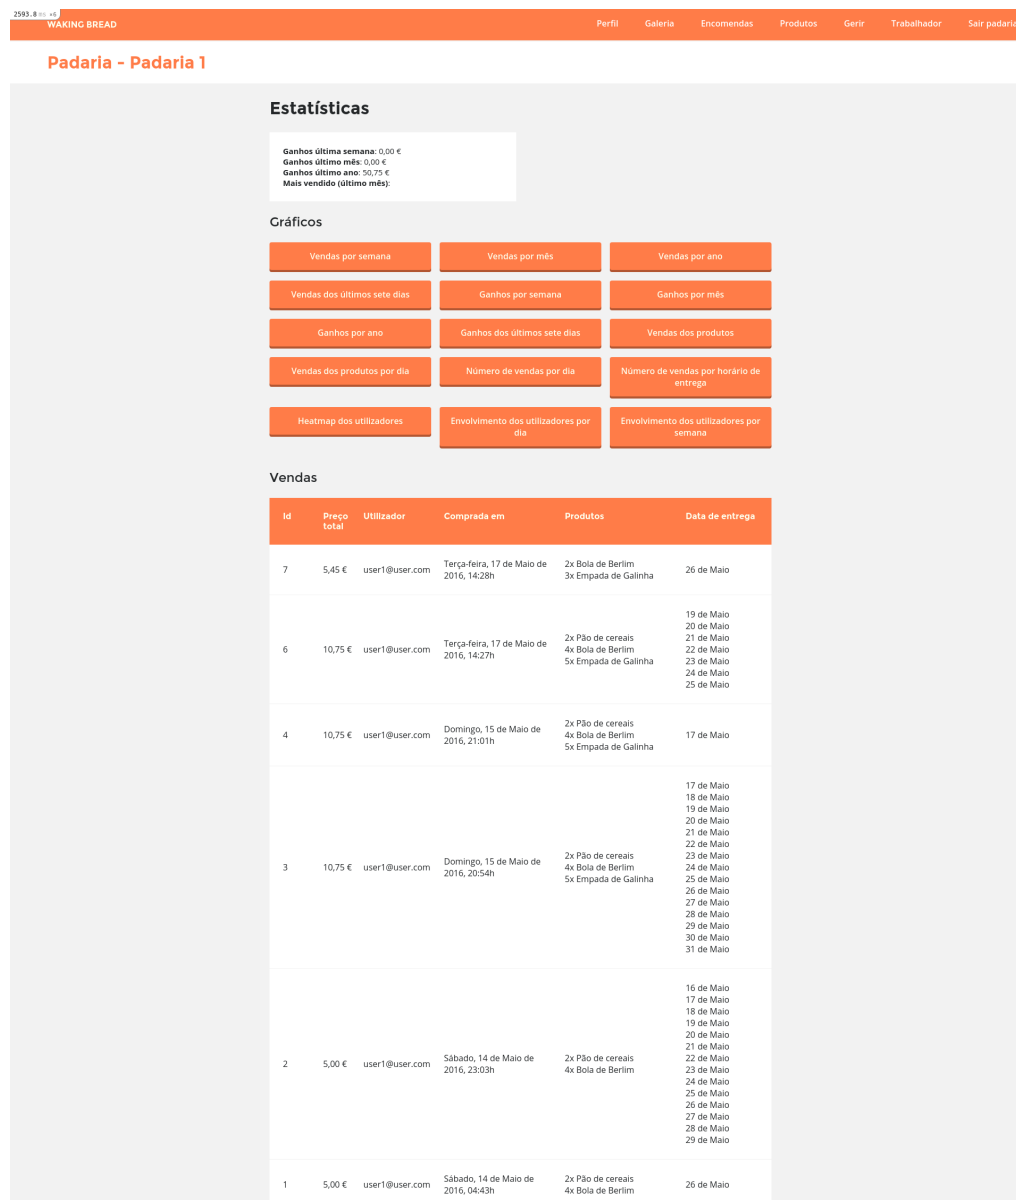 2593.8 ms ×6
WAKING BREAD
Perfil Galeria Encomendas Produtos Gerir Trabalhador Sair padaria
Padaria - Padaria 1
Estatísticas
Ganhos última semana: 0,00 €
Ganhos último mês: 0,00 €
Ganhos último ano: 50,75 €
Mais vendido (último mês):
Gráficos
Vendas por semana
Vendas por mês
Vendas por ano
Vendas dos últimos sete dias
Ganhos por semana
Ganhos por mês
Ganhos por ano
Ganhos dos últimos sete dias
Vendas dos produtos
Vendas dos produtos por dia
Número de vendas por dia
Número de vendas por horário de
entrega
Heatmap dos utilizadores
Envolvimento dos utilizadores por
dia
Envolvimento dos utilizadores por
semana
Vendas
Id
Preço
total
Utilizador
Comprada em
Produtos
Data de entrega
7
5,45 €
user1@user.com
Terça-feira, 17 de Maio de
2016, 14:28h
2x Bola de Berlim
3x Empada de Galinha
26 de Maio
6
10,75 €
user1@user.com
Terça-feira, 17 de Maio de
2016, 14:27h
2x Pão de cereais
4x Bola de Berlim
5x Empada de Galinha
19 de Maio
20 de Maio
21 de Maio
22 de Maio
23 de Maio
24 de Maio
25 de Maio
4
10,75 €
user1@user.com
Domingo, 15 de Maio de
2016, 21:01h
2x Pão de cereais
4x Bola de Berlim
5x Empada de Galinha
17 de Maio
3
10,75 €
user1@user.com
Domingo, 15 de Maio de
2016, 20:54h
2x Pão de cereais
4x Bola de Berlim
5x Empada de Galinha
17 de Maio
18 de Maio
19 de Maio
20 de Maio
21 de Maio
22 de Maio
23 de Maio
24 de Maio
25 de Maio
26 de Maio
27 de Maio
28 de Maio
29 de Maio
30 de Maio
31 de Maio
2
5,00 €
user1@user.com
Sábado, 14 de Maio de
2016, 23:03h
2x Pão de cereais
4x Bola de Berlim
16 de Maio
17 de Maio
18 de Maio
19 de Maio
20 de Maio
21 de Maio
22 de Maio
23 de Maio
24 de Maio
25 de Maio
26 de Maio
27 de Maio
28 de Maio
29 de Maio
1
5,00 €
user1@user.com
Sábado, 14 de Maio de
2016, 04:43h
2x Pão de cereais
4x Bola de Berlim
26 de Maio